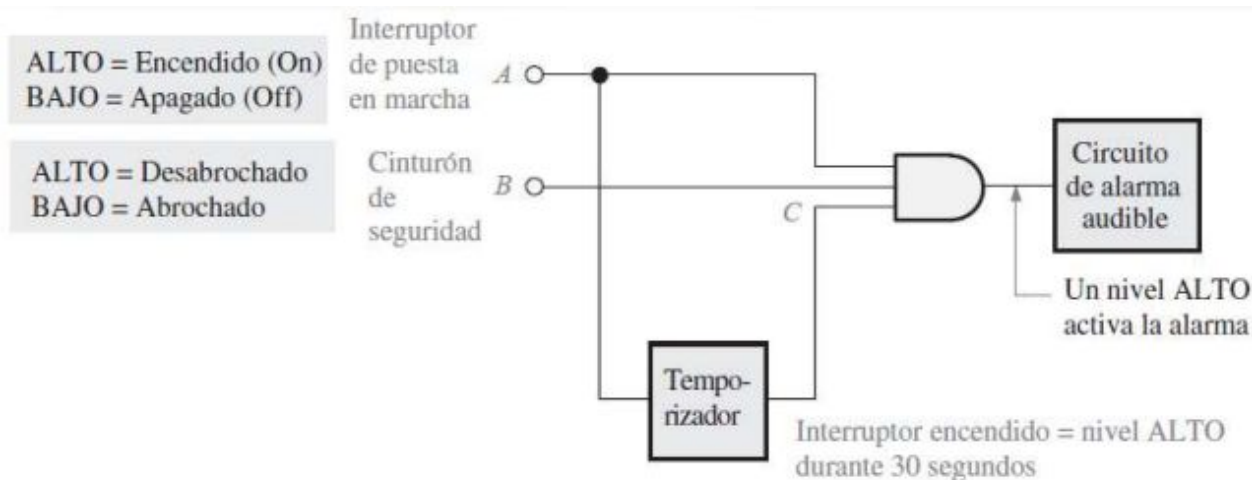 ALTO = Encendido (On)
BAJO = Apagado (Off)
Interruptor
de puesta
en marcha
A
ALTO = Desabrochado
BAJO = Abrochado
Cinturón
de
seguridad
B
C
Circuito
de alarma
audible
Un nivel ALTO
activa la alarma
Tempo-
rizador
Interruptor encendido = nivel ALTO
durante 30 segundos